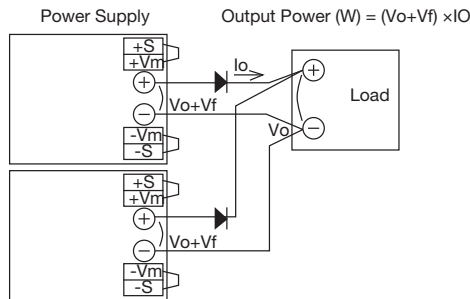 Power Supply
Output Power (W) = (Vo+Vf) ×IO
+S
+Vm
+
Io
+
Load
−
Vo+Vf
Vo
−
-Vm
-S
+S
+Vm
+
−
Vo+Vf
-Vm
-S